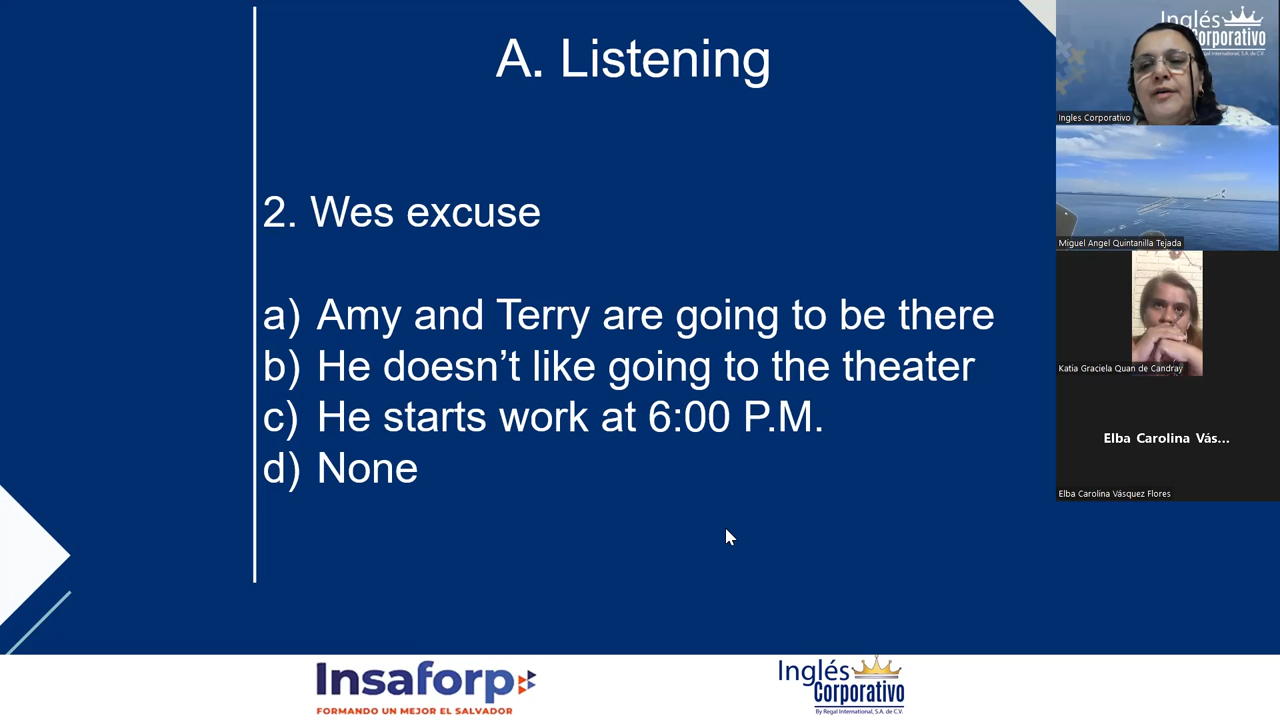 A. Listening
2. Wes excuse
a) Amy and Terry are going to be there
b) He doesn’t like going to the theater
c) He starts work at 6:00 P.M.
d) None
Inglés
Corporativo
Ingles Corporativo
Miguel Angel Quintanilla Tejada
Katia Graciela Quan de Candray
Elba Carolina Vás...
Elba Carolina Vásquez Flores
Insaforp
FORMANDO UN MEJOR EL SALVADOR
Inglés
Corporativo
By Regal International, S.A. de C.V.